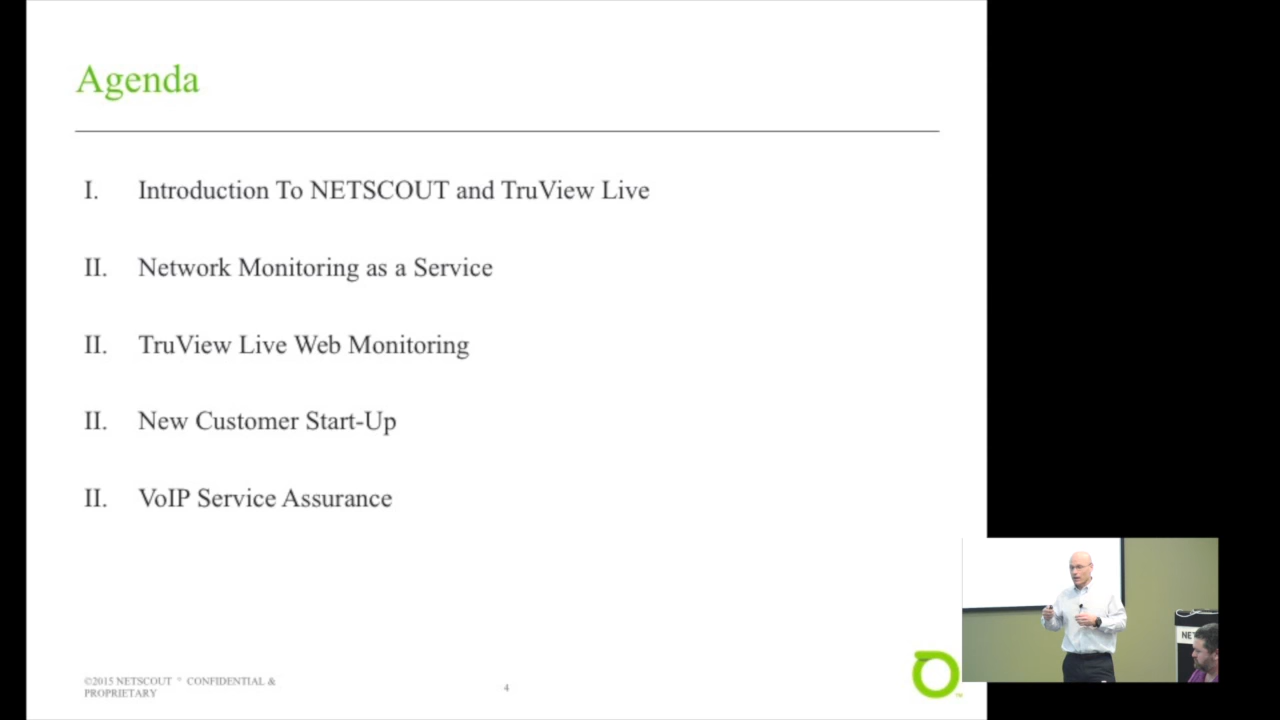 Agenda
I. Introduction To NETSCOUT and TruView Live
II. Network Monitoring as a Service
II. TruView Live Web Monitoring
II. New Customer Start-Up
II. VoIP Service Assurance
©2015 NETSCOUT ® CONFIDENTIAL &
PROPRIETARY
4
™